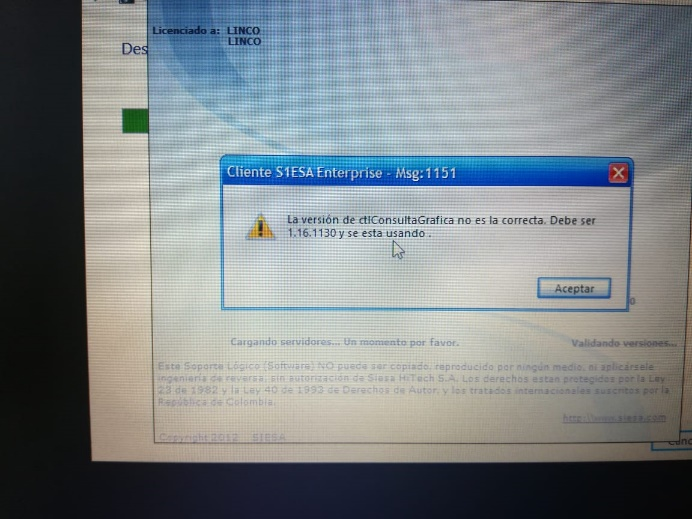 Des
Licenciado a: LINCO
LINCO
Cliente S1ESA Enterprise - Msg:1151
La versión de ctlConsultaGrafica no es la correcta. Debe ser
1.16.1130 y se esta usando .
Aceptar
0
Cargando servidores... Un momento por favor. Validando versiones...
Este Soporte Lógico (Software) NO puede ser copiado, reproducido por ningún medio, ni aplicársele
ingeniería de reversa, sin autorización de Siesa HiTech S.A. Los derechos estan protegidos por la Ley
23 de 1982 y la Ley 40 de 1993 de Derechos de Autor, y los tratados internacionales suscritos por la
República de Colombia.
http://www.siesa.com
Copyright 2012 SIESA
Canc